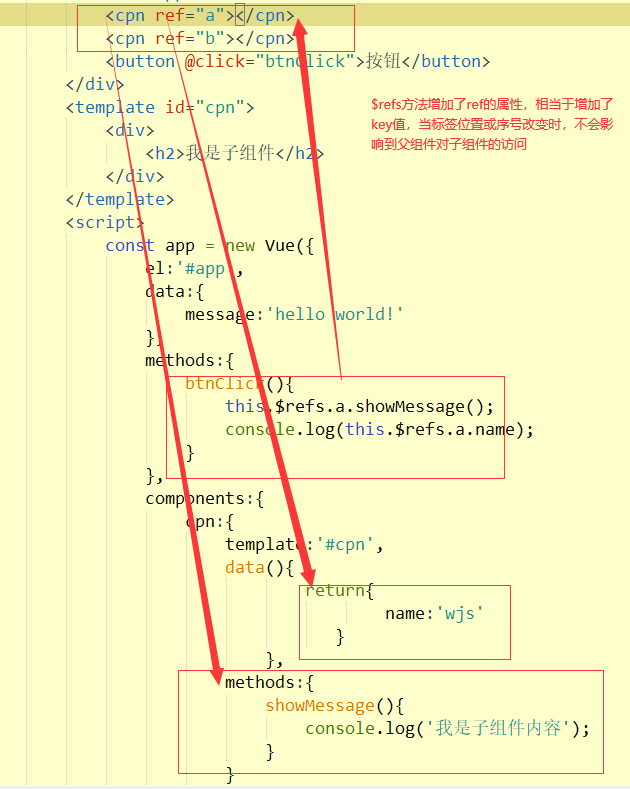 <cpn ref="a"></cpn>
<cpn ref="b"></cpn>
<button @click="btnClick">按钮</button>
</div>
<template id="cpn">
<div>
<h2>我是子组件</h2>
</div>
</template>
<script>
$refs方法增加了ref的属性，相当于增加了
key值，当标签位置或序号改变时，不会影
响到父组件对子组件的访问
const app = new Vue({
el:'#app',
data:{
message:'hello world!'
},
methods:{
btnClick(){
this.$refs.a.showMessage();
console.log(this.$refs.a.name);
}
},
components:{
cpn:{
template:'#cpn',
data(){
return{
name:'wjs'
}
},
methods:{
showMessage(){
console.log('我是子组件内容');
}
}